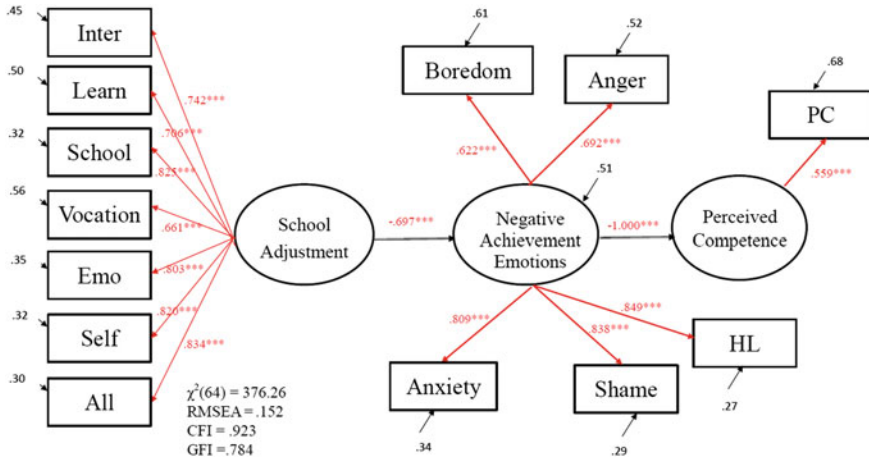 .45
Inter
.50
Learn
.32
School
.56
Vocation
.35
Emo
.32
Self
.30
All
.742***
.706***
.825***
.661***
.803***
.820***
.834***
School
Adjustment
-.697***
.61
Boredom
.52
Anger
.622***
.692***
.51
Negative
Achievement
Emotions
-1.000***
Perceived
Competence
.68
PC
.559***
.809***
.838***
.849***
Anxiety
.34
Shame
.29
HL
.27
χ²(64) = 376.26
RMSEA = .152
CFI = .923
GFI =.784